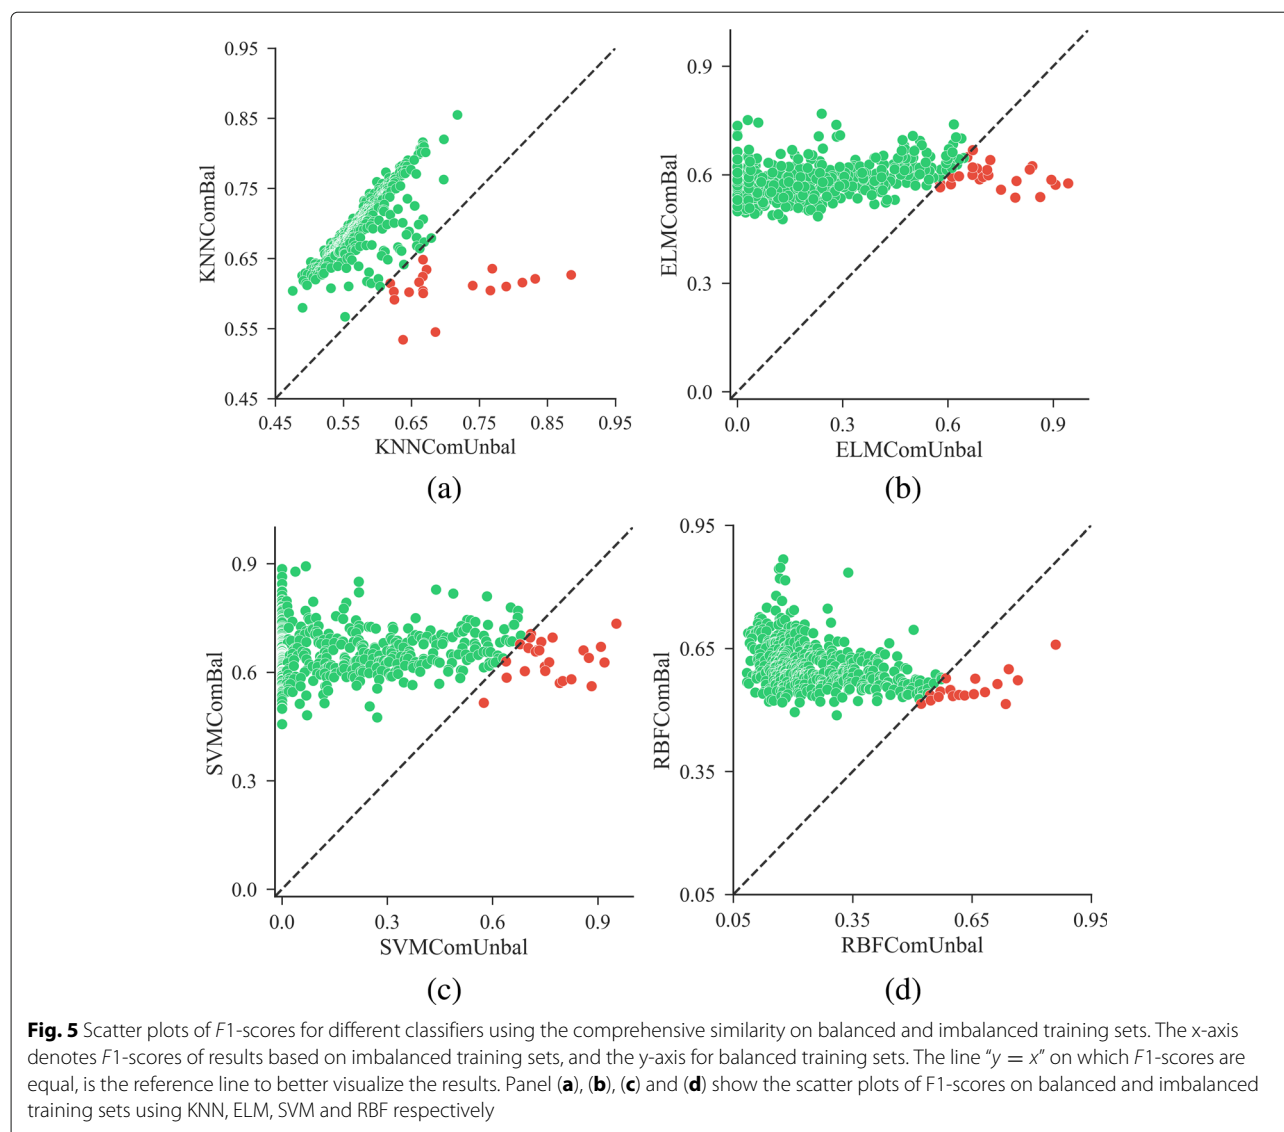 0.95
0.85
0.75
0.65
0.55
0.45
KNNComBal
0.45 0.55 0.65 0.75 0.85 0.95
KNNComUnbal
(a)
0.9
0.6
0.3
0.0
ELMComBal
0.0 0.3 0.6 0.9
ELMComUnbal
(b)
0.9
0.6
0.3
0.0
SVMComBal
0.0 0.3 0.6 0.9
SVMComUnbal
(c)
0.95
0.65
0.35
0.05
RBFComBal
0.05 0.35 0.65 0.95
RBFComUnbal
(d)
Fig. 5 Scatter plots of F1-scores for different classifiers using the comprehensive similarity on balanced and imbalanced training sets. The x-axis
denotes F1-scores of results based on imbalanced training sets, and the y-axis for balanced training sets. The line “y = x” on which F1-scores are
equal, is the reference line to better visualize the results. Panel (a), (b), (c) and (d) show the scatter plots of F1-scores on balanced and imbalanced
training sets using KNN, ELM, SVM and RBF respectively